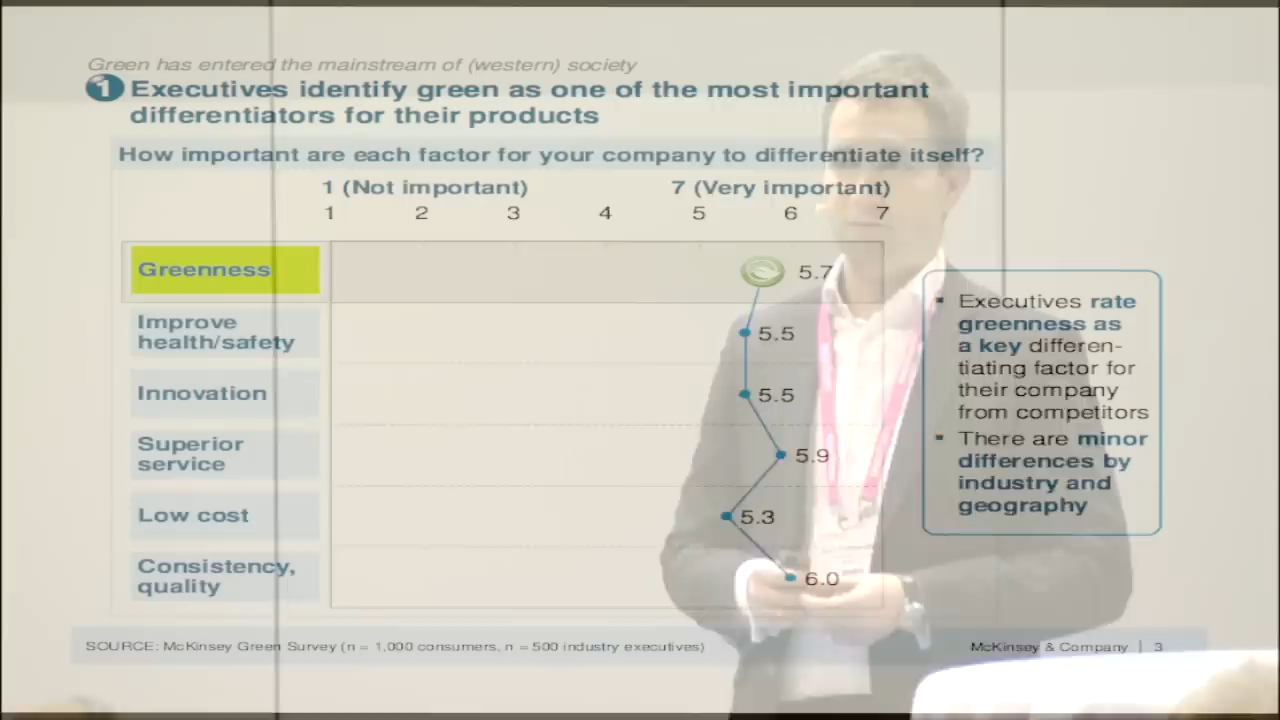 Green has entered the mainstream of (western) society
1 Executives identify green as one of the most important
differentiators for their products
How important are each factor for your company to differentiate itself?
1 (Not important) 7 (Very important)
1 2 3 4 5 6 7
Greenness 5.7
Improve
health/safety 5.5
Innovation 5.5
Superior
service 5.9
Low cost 5.3
Consistency,
quality 6.0
▪ Executives rate
greenness as
a key differen-
tiating factor for
their company
from competitors
▪ There are minor
differences by
industry and
geography
SOURCE: McKinsey Green Survey (n = 1,000 consumers, n = 500 industry executives)
McKinsey & Company | 3